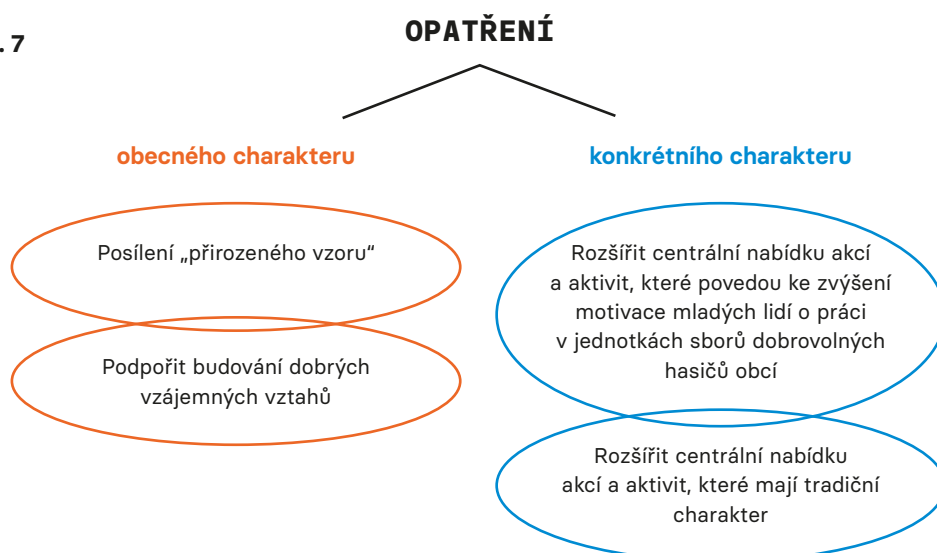 . 7
OPATŘENÍ
obecného charakteru
Posílení „přirozeného vzoru“
Podpořit budování dobrých
vzájemných vztahů
konkrétního charakteru
Rozšířit centrální nabídku akcí
a aktivit, které povedou ke zvýšení
motivace mladých lidí o práci
v jednotkách sborů dobrovolných
hasičů obcí
Rozšířit centrální nabídku
akcí a aktivit, které mají tradiční
charakter